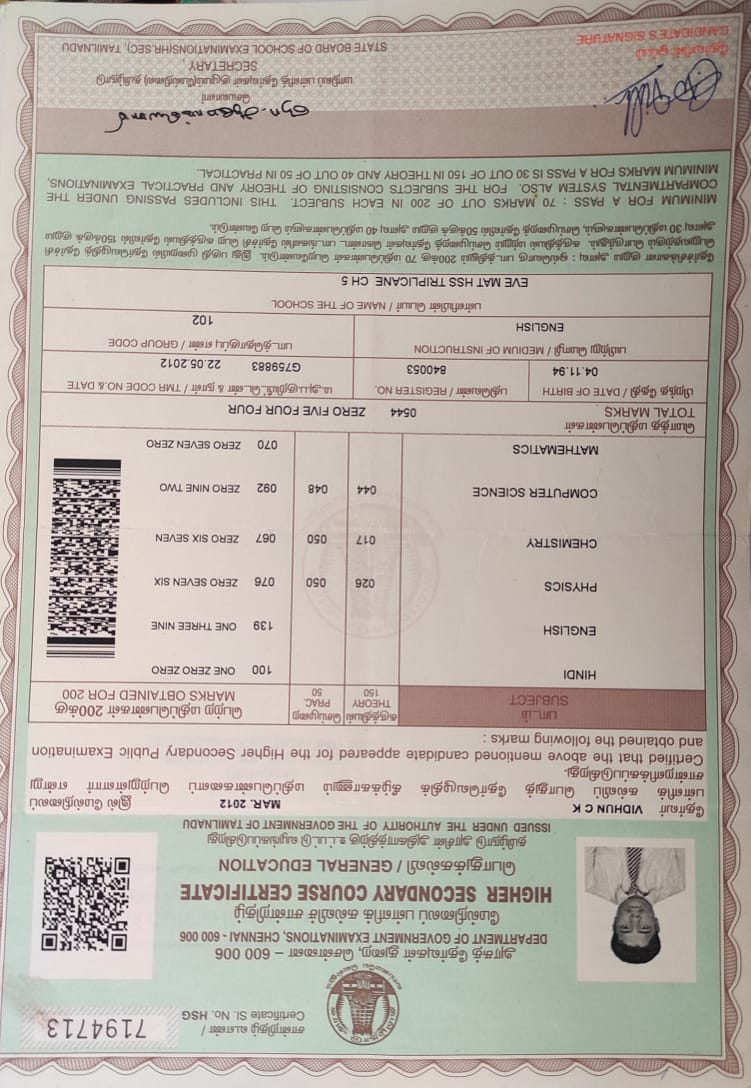 சான்றிதழ் வ.எண் /
Certificate Sl. No. HSG
7194713
அரசுத் தேர்வுகள் துறை, சென்னை – 600 006
DEPARTMENT OF GOVERNMENT EXAMINATIONS, CHENNAI - 600 006
மேல்நிலைப் பள்ளிக் கல்விச் சான்றிதழ்
HIGHER SECONDARY COURSE CERTIFICATE
பொதுக்கல்வி / GENERAL EDUCATION
தமிழ்நாடு அரசின் அதிகாரத்திற்கு உட்பட்டு வழங்கப்படுகிறது
ISSUED UNDER THE AUTHORITY OF THE GOVERNMENT OF TAMILNADU
தேர்வர் VIDHUN C K MAR. 2012 இல் மேல்நிலைப்
பள்ளிக் கல்விப் பொதுத் தேர்வெழுதிக் கீழ்க்காணும் மதிப்பெண்களைப் பெற்றுள்ளார் என்று
சான்றளிக்கப்படுகிறது.
Certified that the above mentioned candidate appeared for the Higher Secondary Public Examination
and obtained the following marks :
பாடம் கருத்தியல் செய்முறை பெற்ற மதிப்பெண்கள் 200க்கு
SUBJECT THEORY 150 PRAC. 50 MARKS OBTAINED FOR 200
HINDI 100 ONE ZERO ZERO
ENGLISH 139 ONE THREE NINE
PHYSICS 026 050 076 ZERO SEVEN SIX
CHEMISTRY 017 050 067 ZERO SIX SEVEN
COMPUTER SCIENCE 044 048 092 ZERO NINE TWO
MATHEMATICS 070 ZERO SEVEN ZERO
மொத்த மதிப்பெண்கள்
TOTAL MARKS 0544 ZERO FIVE FOUR FOUR
பிறந்த தேதி / DATE OF BIRTH பதிவெண் / REGISTER NO. ம.அ.ப.குறியீட்டெண் & நாள் / TMR CODE NO.& DATE
04.11.94 840053 G759883 22.05.2012
பயிற்று மொழி / MEDIUM OF INSTRUCTION பாடத்தொகுப்பு எண் / GROUP CODE
ENGLISH 102
பள்ளியின் பெயர் / NAME OF THE SCHOOL
EVE MAT HSS TRIPLICANE CH 5
தேர்ச்சிக்கான குறும அளவு : ஒவ்வொரு பாடத்திலும் 200க்கு 70 மதிப்பெண்கள் பெறவேண்டும். இது பகுதி முறையில் தேர்வெழுதித் தேர்ச்சி
பெறுவதற்கும் பொருந்தும். கருத்தியல் மற்றும் செய்முறைத் தேர்வுகள் கொண்ட பாடங்களில் தேர்ச்சி பெற கருத்தியல் தேர்வில் 150க்குக் குறும
அளவு 30 மதிப்பெண்களும், செய்முறைத் தேர்வில் 50க்குக் குறும அளவு 40 மதிப்பெண்களும் பெற வேண்டும்.
MINIMUM FOR A PASS : 70 MARKS OUT OF 200 IN EACH SUBJECT. THIS INCLUDES PASSING UNDER THE
COMPARTMENTAL SYSTEM ALSO. FOR THE SUBJECTS CONSISTING OF THEORY AND PRACTICAL EXAMINATIONS,
MINIMUM MARKS FOR A PASS IS 30 OUT OF 150 IN THEORY AND 40 OUT OF 50 IN PRACTICAL.
செயலாளர்
மாநிலப் பள்ளித் தேர்வுகள் குழுமம்(மேல்நிலை) தமிழ்நாடு
SECRETARY,
STATE BOARD OF SCHOOL EXAMINATIONS(HR.SEC), TAMILNADU
தேர்வரின் ஒப்பம்
CANDIDATE'S SIGNATURE